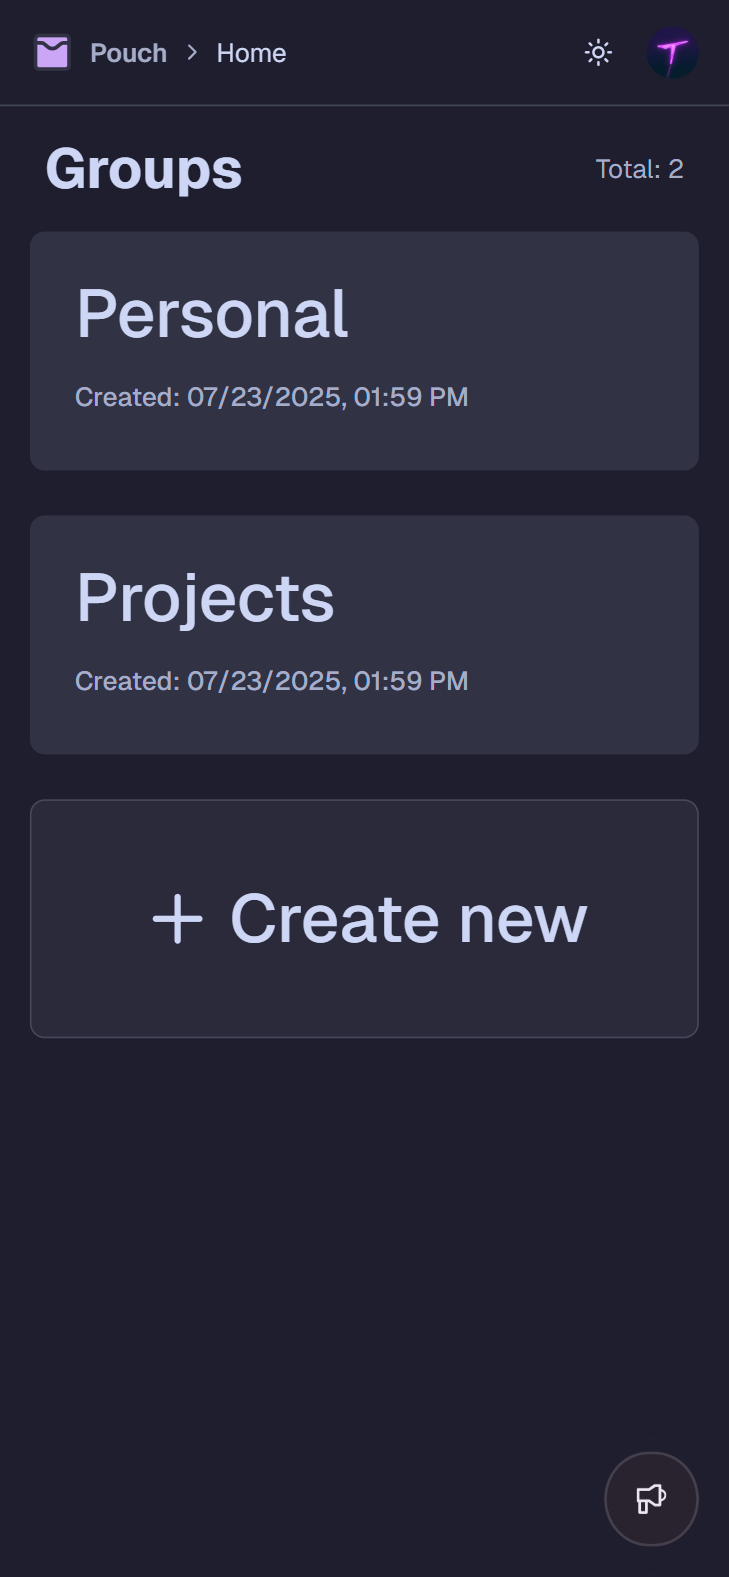 Pouch > Home
Groups
Total: 2
Personal
Created: 07/23/2025, 01:59 PM
Projects
Created: 07/23/2025, 01:59 PM
+ Create new